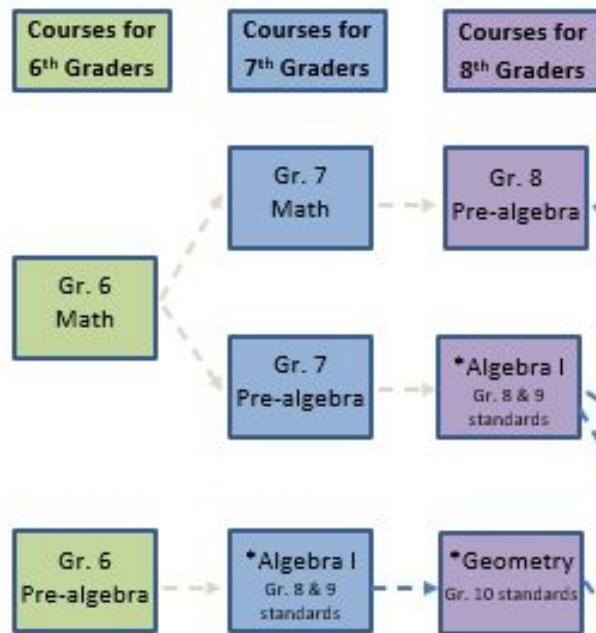 Courses for
6th Graders
Courses for
7th Graders
Courses for
8th Graders
Gr. 7
Math
Gr. 8
Pre-algebra
Gr. 6
Math
Gr. 7
Pre-algebra
*Algebra I
Gr. 8 & 9
standards
Gr. 6
Pre-algebra
*Algebra I
Gr. 8 & 9
standards
*Geometry
Gr. 10 standards